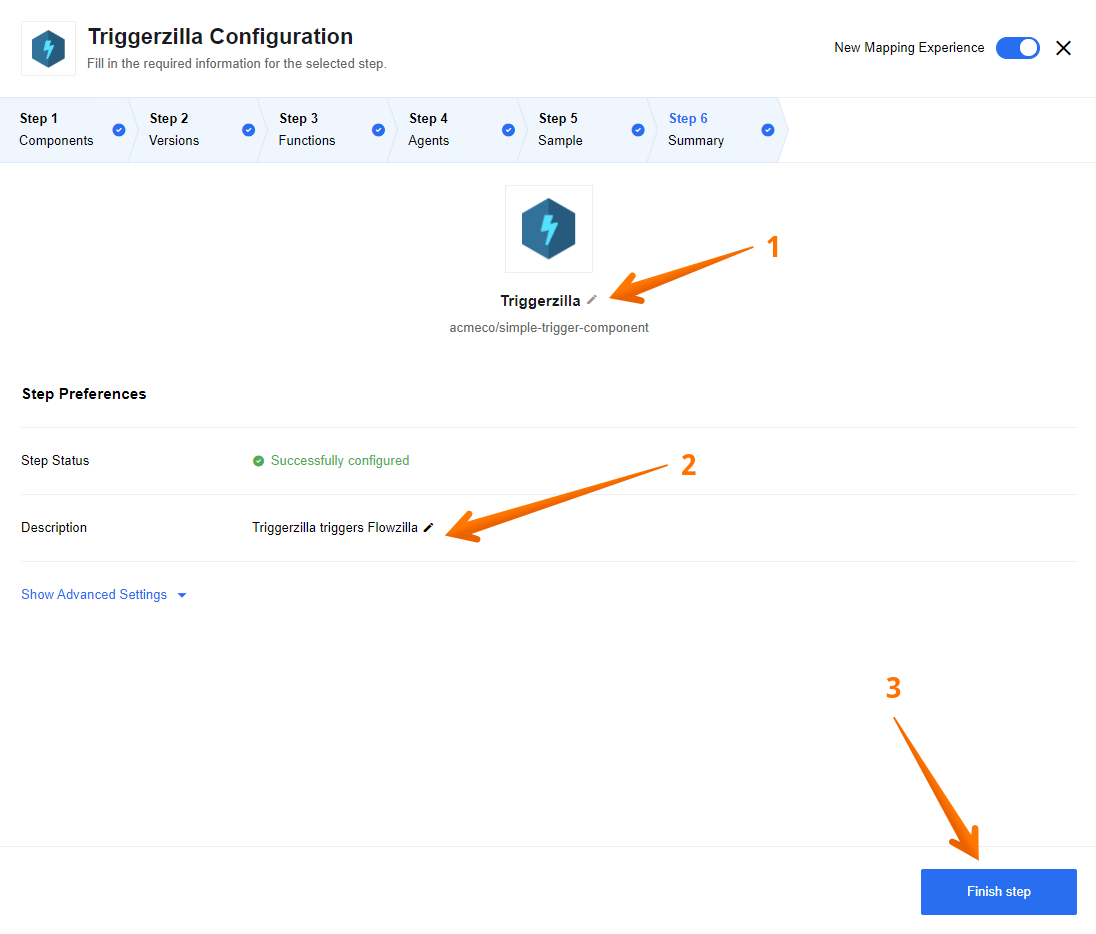 Triggerzilla Configuration
Fill in the required information for the selected step.
New Mapping Experience
Step 1
Components
Step 2
Versions
Step 3
Functions
Step 4
Agents
Step 5
Sample
Step 6
Summary
1
Triggerzilla
acmeco/simple-trigger-component
Step Preferences
Step Status
Successfully configured
2
Description
Triggerzilla triggers Flowzilla
Show Advanced Settings
3
Finish step